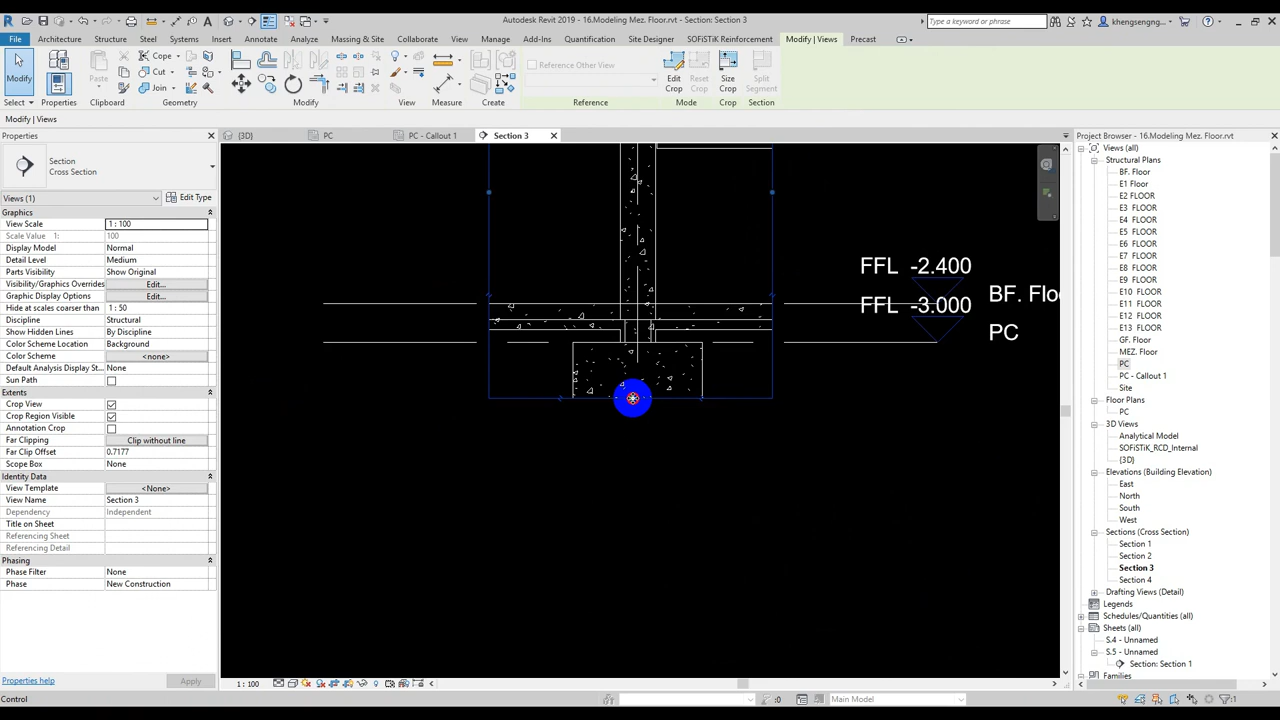 Autodesk Revit 2019 - 16.Modeling Mez. Floor.rvt - Section: Section 3
Type a keyword or phrase
khengsengng...
File Architecture Structure Steel Systems Insert Annotate Analyze Massing & Site Collaborate View Manage Add-Ins Quantification Site Designer SOFiSTiK Reinforcement Modify | Views Precast
Modify
Properties
Paste
Cope
Cut
Join
Reference Other View
Edit Crop
Reset Crop
Size Crop
Split Segment
Select Properties Clipboard Geometry Modify View Measure Create Reference Mode Crop Section
Modify | Views
Properties
{3D}
PC
PC - Callout 1
Section 3
Project Browser - 16.Modeling Mez. Floor.rvt
Section
Cross Section
Views (1)
Edit Type
Graphics
View Scale 1 : 100
Scale Value 1: 100
Display Model Normal
Detail Level Medium
Parts Visibility Show Original
Visibility/Graphics Overrides Edit...
Graphic Display Options Edit...
Hide at scales coarser than 1 : 50
Discipline Structural
Show Hidden Lines By Discipline
Color Scheme Location Background
Color Scheme <none>
Default Analysis Display St... None
Sun Path
Extents
Crop View
Crop Region Visible
Annotation Crop
Far Clipping Clip without line
Far Clip Offset 0.7177
Scope Box None
Identity Data
View Template <None>
View Name Section 3
Dependency Independent
Title on Sheet
Referencing Sheet
Referencing Detail
Phasing
Phase Filter None
Phase New Construction
Properties help
Apply
FFL -2.400
BF. Flo
FFL -3.000
PC
Views (all)
Structural Plans
BF. Floor
E1 Floor
E2 FLOOR
E3 FLOOR
E4 FLOOR
E5 FLOOR
E6 FLOOR
E7 FLOOR
E8 FLOOR
E9 FLOOR
E10 FLOOR
E11 FLOOR
E12 FLOOR
E13 FLOOR
GF. Floor
MEZ. Floor
PC
PC - Callout 1
Site
Floor Plans
PC
3D Views
Analytical Model
SOFiSTiK_RCD_Internal
{3D}
Elevations (Building Elevation)
East
North
South
West
Sections (Cross Section)
Section 1
Section 2
Section 3
Section 4
Drafting Views (Detail)
Legends
Schedules/Quantities (all)
Sheets (all)
S.4 - Unnamed
S.5 - Unnamed
Section: Section 1
Families
1 : 100
Control
:0
Main Model
:1